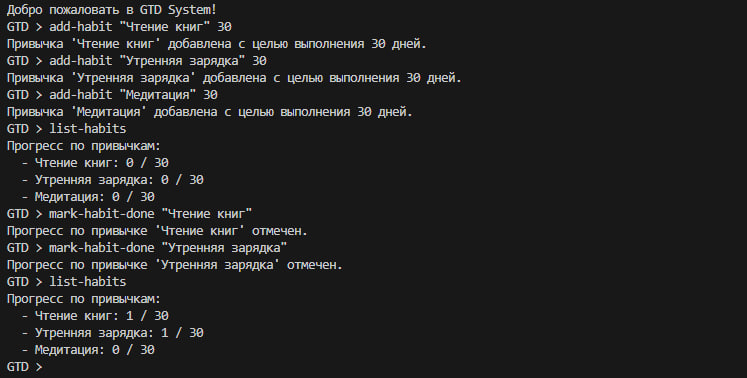 Добро пожаловать в GTD System!
GTD > add-habit "Чтение книг" 30
Привычка 'Чтение книг' добавлена с целью выполнения 30 дней.
GTD > add-habit "Утренняя зарядка" 30
Привычка 'Утренняя зарядка' добавлена с целью выполнения 30 дней.
GTD > add-habit "Медитация" 30
Привычка 'Медитация' добавлена с целью выполнения 30 дней.
GTD > list-habits
Прогресс по привычкам:
  - Чтение книг: 0 / 30
  - Утренняя зарядка: 0 / 30
  - Медитация: 0 / 30
GTD > mark-habit-done "Чтение книг"
Прогресс по привычке 'Чтение книг' отмечен.
GTD > mark-habit-done "Утренняя зарядка"
Прогресс по привычке 'Утренняя зарядка' отмечен.
GTD > list-habits
Прогресс по привычкам:
  - Чтение книг: 1 / 30
  - Утренняя зарядка: 1 / 30
  - Медитация: 0 / 30
GTD >